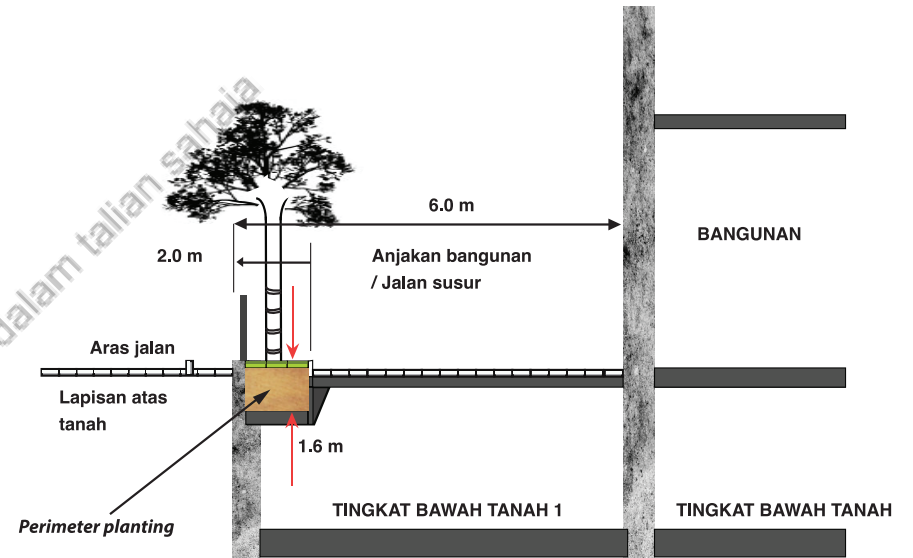 dalam talian sahaja
6.0 m
2.0 m
Anjakan bangunan
/ Jalan susur
BANGUNAN
Aras jalan
Lapisan atas
tanah
1.6 m
Perimeter planting
TINGKAT BAWAH TANAH 1
TINGKAT BAWAH TANAH